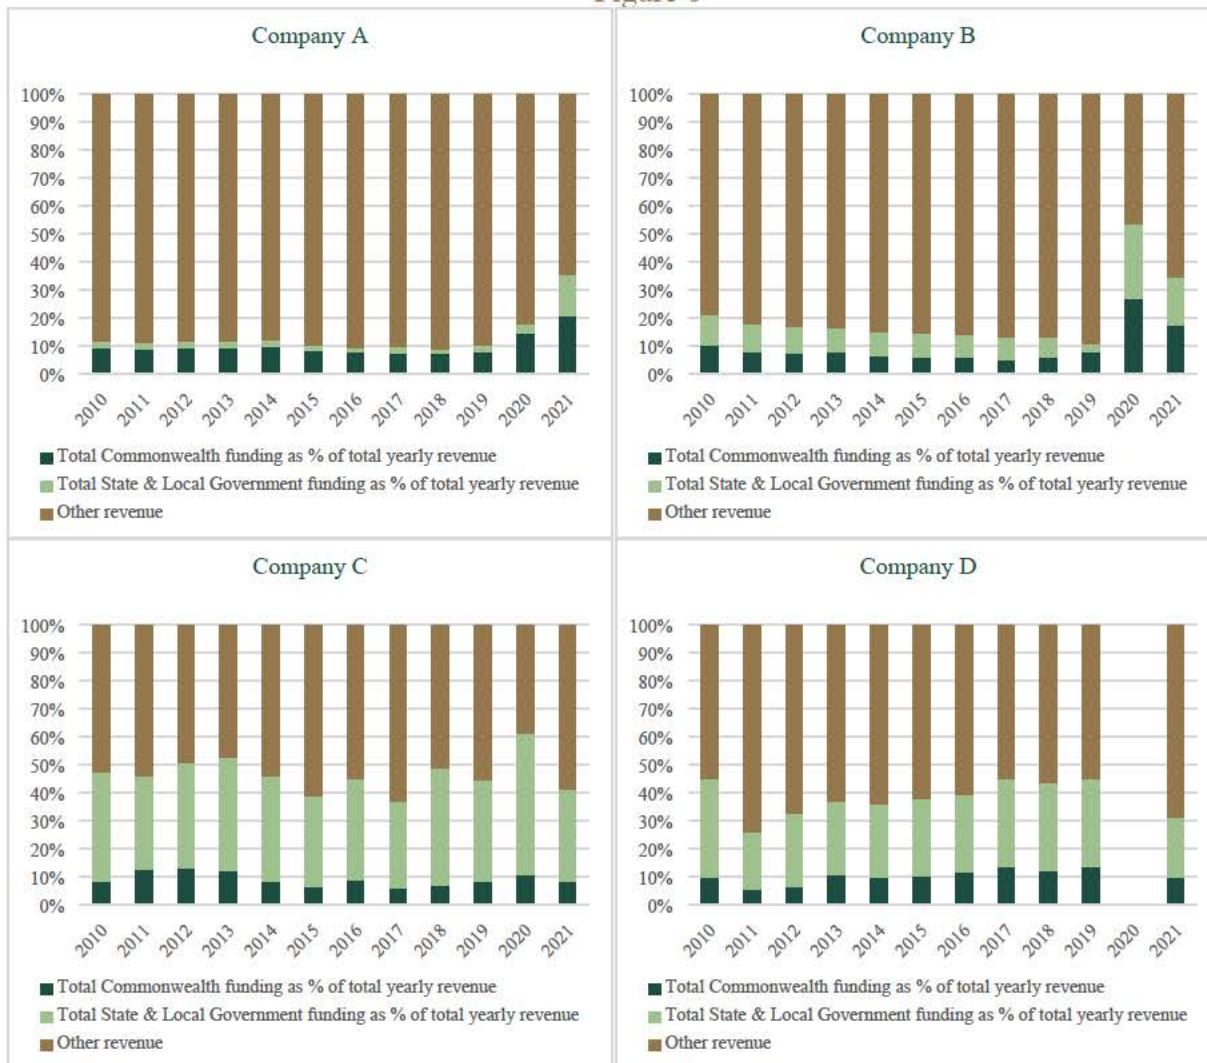 Company A
100%
90%
80%
70%
60%
50%
40%
30%
20%
10%
0%
2010 2011 2012 2013 2014 2015 2016 2017 2018 2019 2020 2021
Total Commonwealth funding as % of total yearly revenue
Total State & Local Government funding as % of total yearly revenue
Other revenue
Company B
100%
90%
80%
70%
60%
50%
40%
30%
20%
10%
0%
2010 2011 2012 2013 2014 2015 2016 2017 2018 2019 2020 2021
Total Commonwealth funding as % of total yearly revenue
Total State & Local Government funding as % of total yearly revenue
Other revenue
Company C
100%
90%
80%
70%
60%
50%
40%
30%
20%
10%
0%
2010 2011 2012 2013 2014 2015 2016 2017 2018 2019 2020 2021
Total Commonwealth funding as % of total yearly revenue
Total State & Local Government funding as % of total yearly revenue
Other revenue
Company D
100%
90%
80%
70%
60%
50%
40%
30%
20%
10%
0%
2010 2011 2012 2013 2014 2015 2016 2017 2018 2019 2020 2021
Total Commonwealth funding as % of total yearly revenue
Total State & Local Government funding as % of total yearly revenue
Other revenue